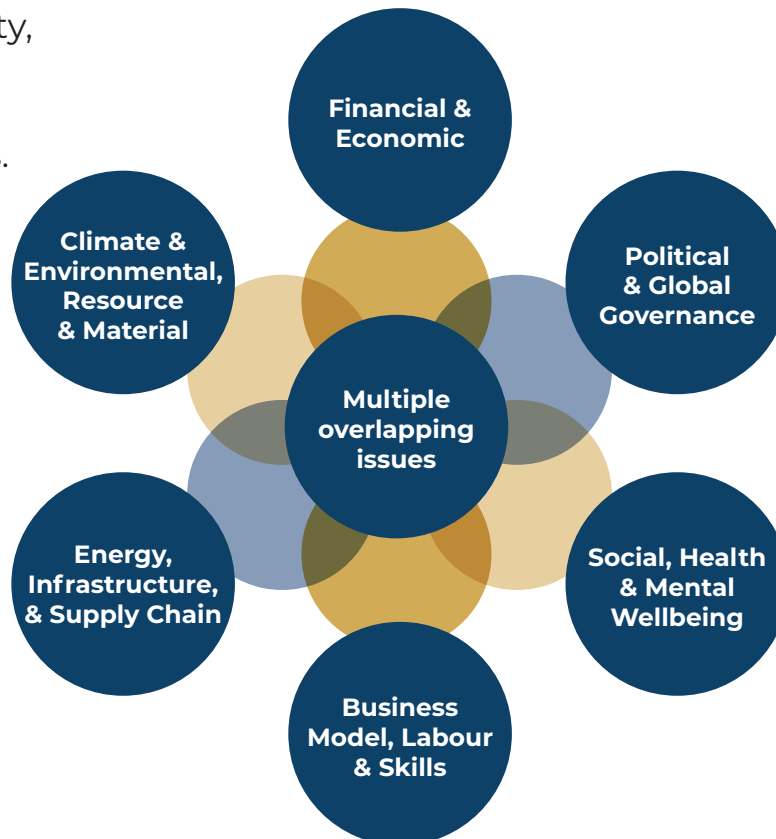 ty,
.
Financial &
Economic
Climate &
Environmental,
Resource
& Material
Political
& Global
Governance
Multiple
overlapping
issues
Energy,
Infrastructure,
& Supply Chain
Social, Health
& Mental
Wellbeing
Business
Model, Labour
& Skills